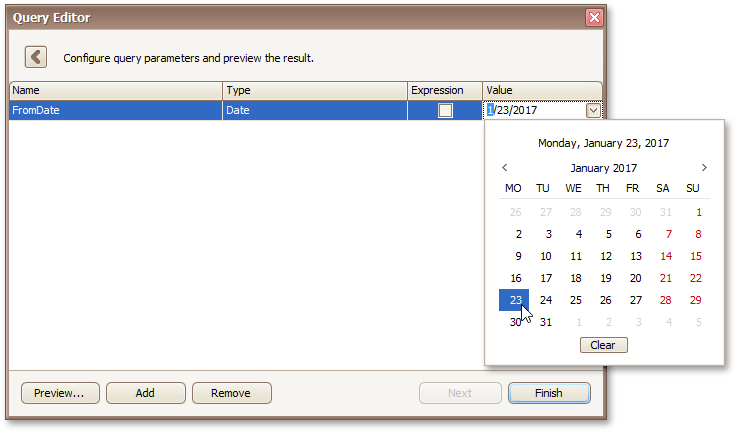 Query Editor
Configure query parameters and preview the result.
Name Type Expression Value
FromDate Date 1/23/2017
Monday, January 23, 2017
January 2017
MO TU WE TH FR SA SU
26 27 28 29 30 31 1
2 3 4 5 6 7 8
9 10 11 12 13 14 15
16 17 18 19 20 21 22
23 24 25 26 27 28 29
30 31 1 2 3 4 5
Clear
Preview... Add Remove Next Finish